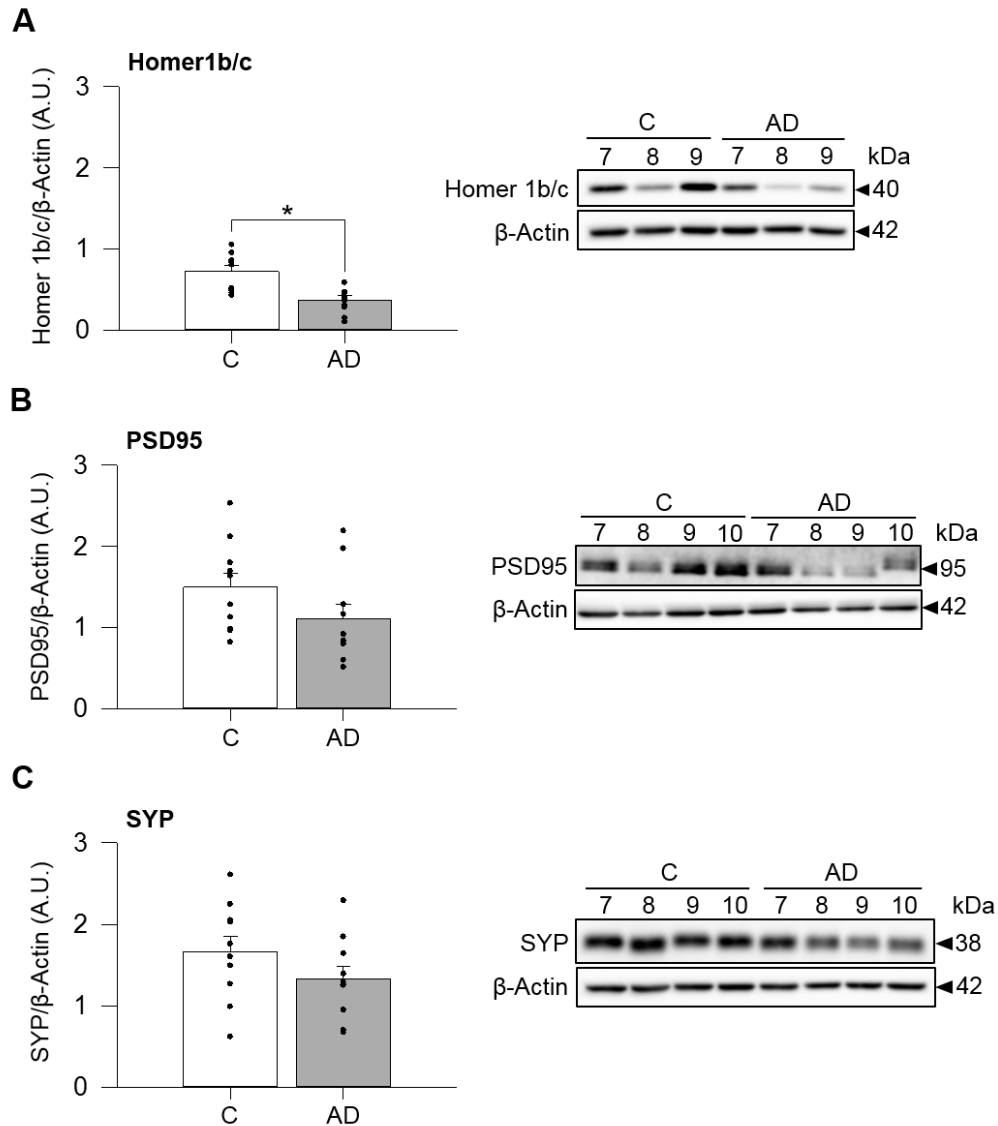 A
Homer1b/c
Homer 1b/c/β-Actin (A.U.)
3
2
1
0
*
C AD
C AD
7 8 9 7 8 9 kDa
Homer 1b/c ◄40
β-Actin ◄42
B
PSD95
PSD95/β-Actin (A.U.)
3
2
1
0
C AD
C AD
7 8 9 10 7 8 9 10 kDa
PSD95 ◄95
β-Actin ◄42
C
SYP
SYP/β-Actin (A.U.)
3
2
1
0
C AD
C AD
7 8 9 10 7 8 9 10 kDa
SYP ◄38
β-Actin ◄42